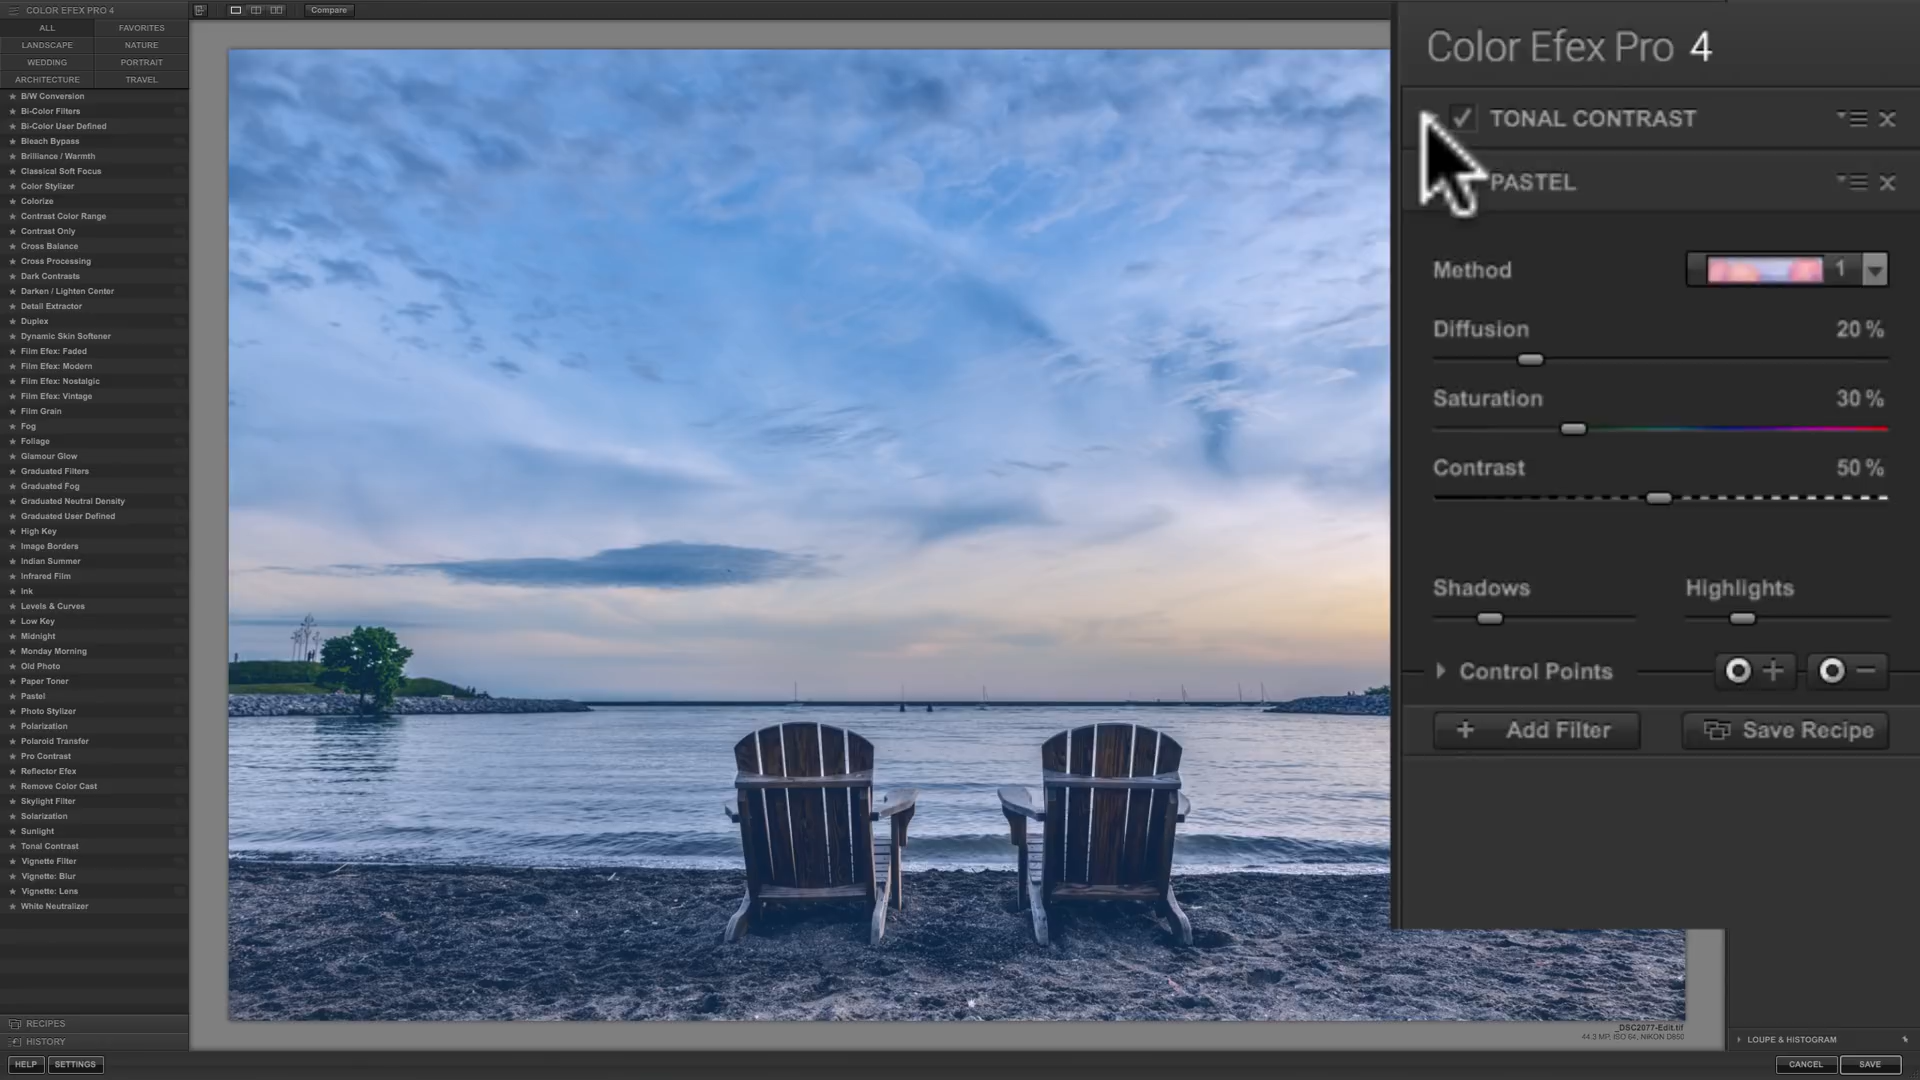 COLOR EFEX PRO 4
ALL FAVORITES
LANDSCAPE NATURE
WEDDING PORTRAIT
ARCHITECTURE TRAVEL
B/W Conversion
Bi-Color Filters
Bi-Color User Defined
Bleach Bypass
Brilliance / Warmth
Classical Soft Focus
Color Stylizer
Colorize
Contrast Color Range
Contrast Only
Cross Balance
Cross Processing
Dark Contrasts
Darken / Lighten Center
Detail Extractor
Duplex
Dynamic Skin Softener
Film Efex: Faded
Film Efex: Modern
Film Efex: Nostalgic
Film Efex: Vintage
Film Grain
Fog
Foliage
Glamour Glow
Graduated Filters
Graduated Fog
Graduated Neutral Density
Graduated User Defined
High Key
Image Borders
Indian Summer
Infrared Film
Ink
Levels & Curves
Low Key
Midnight
Monday Morning
Old Photo
Paper Toner
Pastel
Photo Stylizer
Polarization
Polaroid Transfer
Pro Contrast
Reflector Efex
Remove Color Cast
Skylight Filter
Solarization
Sunlight
Tonal Contrast
Vignette Filter
Vignette: Blur
Vignette: Lens
White Neutralizer
RECIPES
HISTORY
HELP SETTINGS
Compare
_DSC2077-Edit.tif
44.3 MP, ISO 64, NIKON D850
Color Efex Pro 4
TONAL CONTRAST
PASTEL
Method 1
Diffusion 20 %
Saturation 30 %
Contrast 50 %
Shadows Highlights
Control Points
Add Filter Save Recipe
LOUPE & HISTOGRAM
CANCEL SAVE